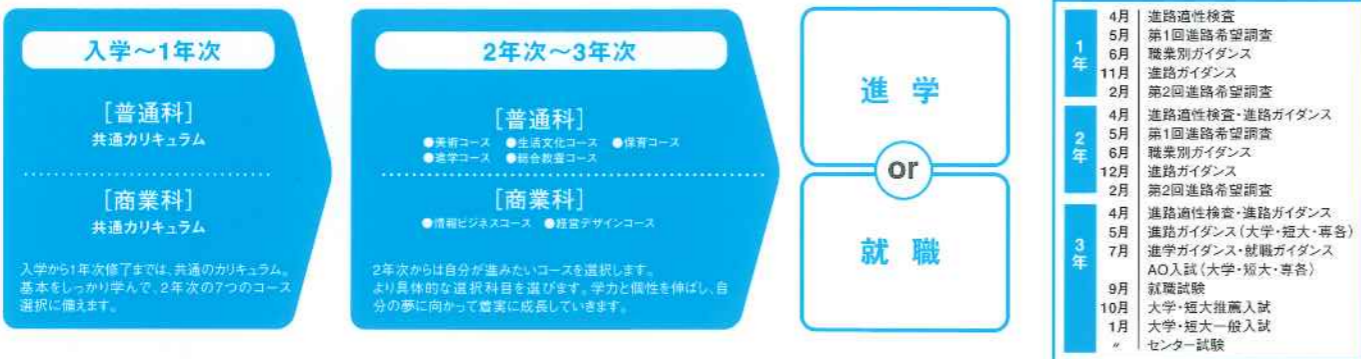 入学〜1年次
[普通科]
共通カリキュラム
[商業科]
共通カリキュラム
入学から1年次修了までは、共通のカリキュラム。
基本をしっかり学んで、2年次の7つのコース
選択に備えます。
2年次〜3年次
[普通科]
●美術コース ●生活文化コース ●保育コース
●進学コース ●総合教養コース
[商業科]
●情報ビジネスコース ●経営デザインコース
2年次からは自分が進みたいコースを選択します。
より具体的な選択科目を選びます。学力と個性を伸ばし、自
分の夢に向かって着実に成長していきます。
進学
or
就職
1年
4月 進路適性検査
5月 第1回進路希望調査
6月 職業別ガイダンス
11月 進路ガイダンス
2月 第2回進路希望調査
2年
4月 進路適性検査・進路ガイダンス
5月 第1回進路希望調査
6月 職業別ガイダンス
12月 進路ガイダンス
2月 第2回進路希望調査
3年
4月 進路適性検査・進路ガイダンス
5月 進路ガイダンス(大学・短大・専各)
7月 進学ガイダンス・就職ガイダンス
AO入試(大学・短大・専各)
9月 就職試験
10月 大学・短大推薦入試
1月 大学・短大一般入試
〃 センター試験